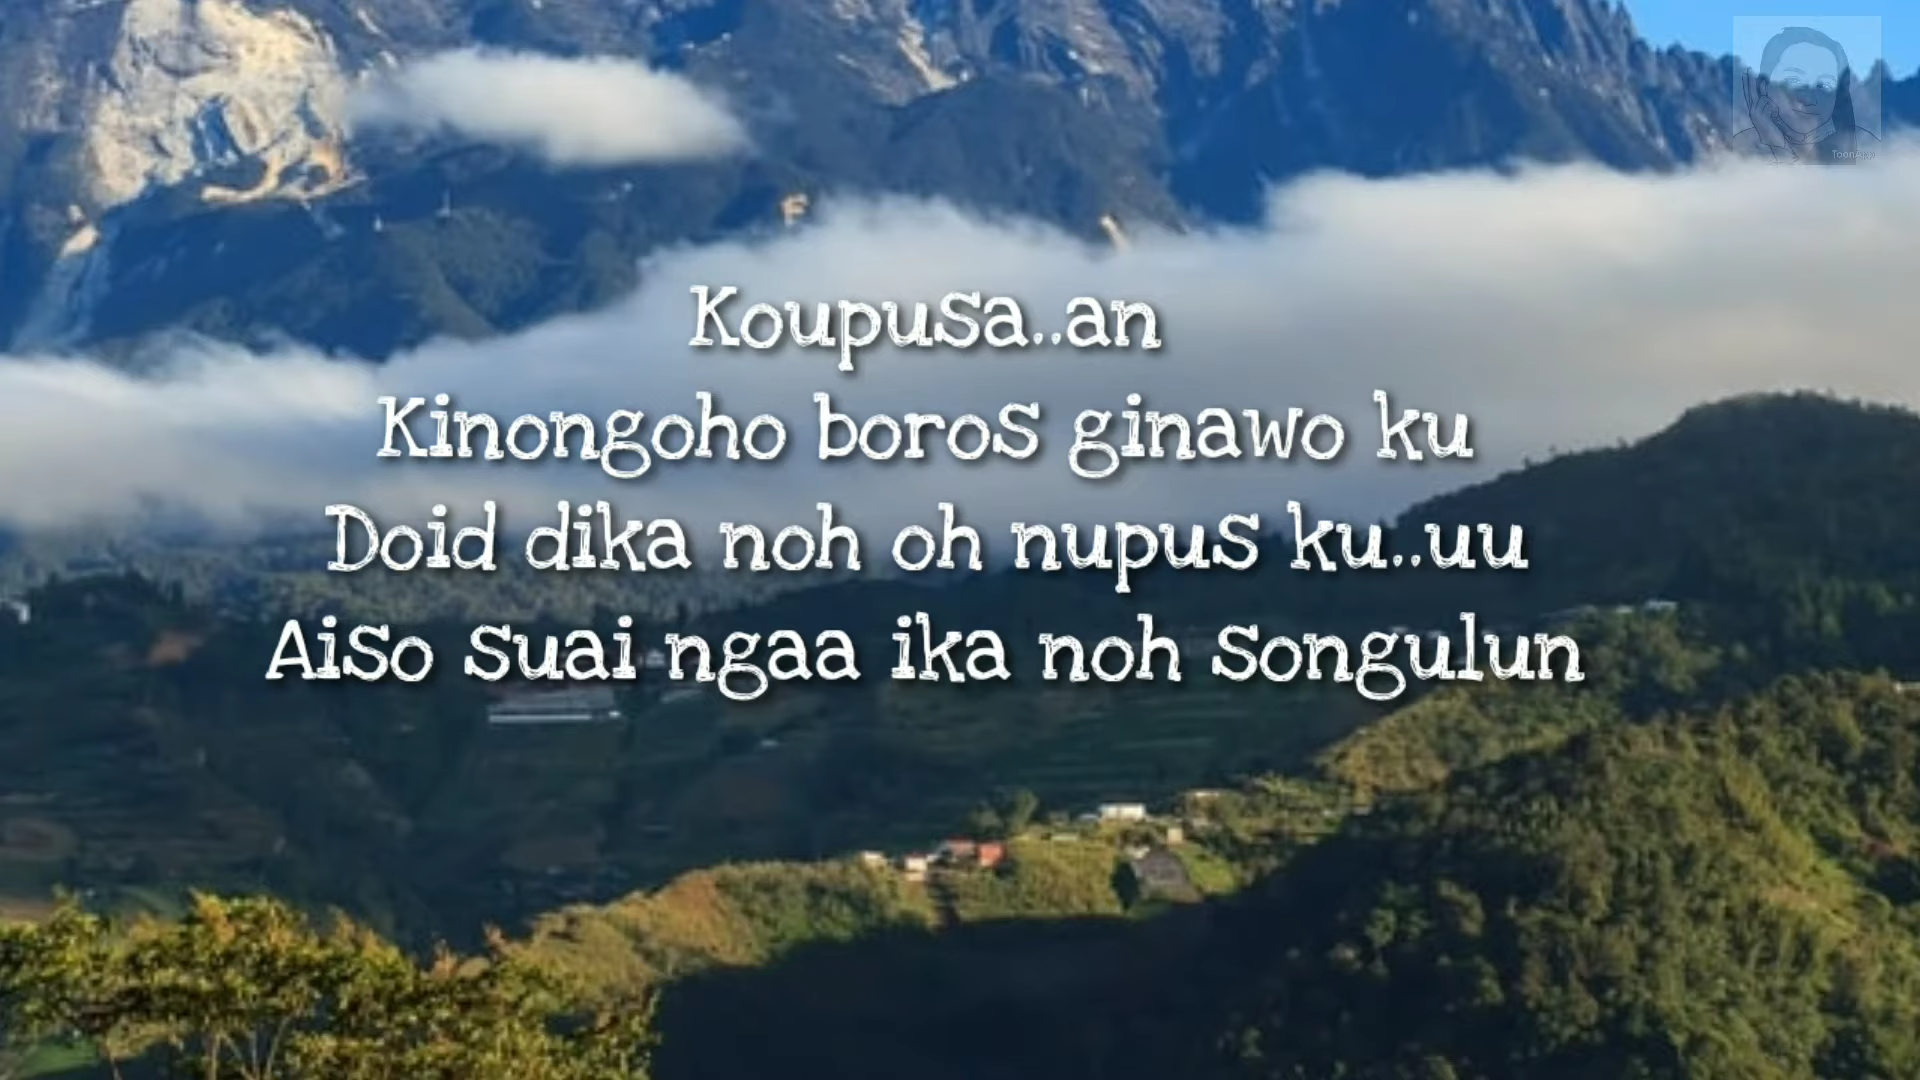 Koupusa..an
Kinongoho boros ginawo ku
Doid dika noh oh nupus ku..uu
Aiso suai ngaa ika noh songulun